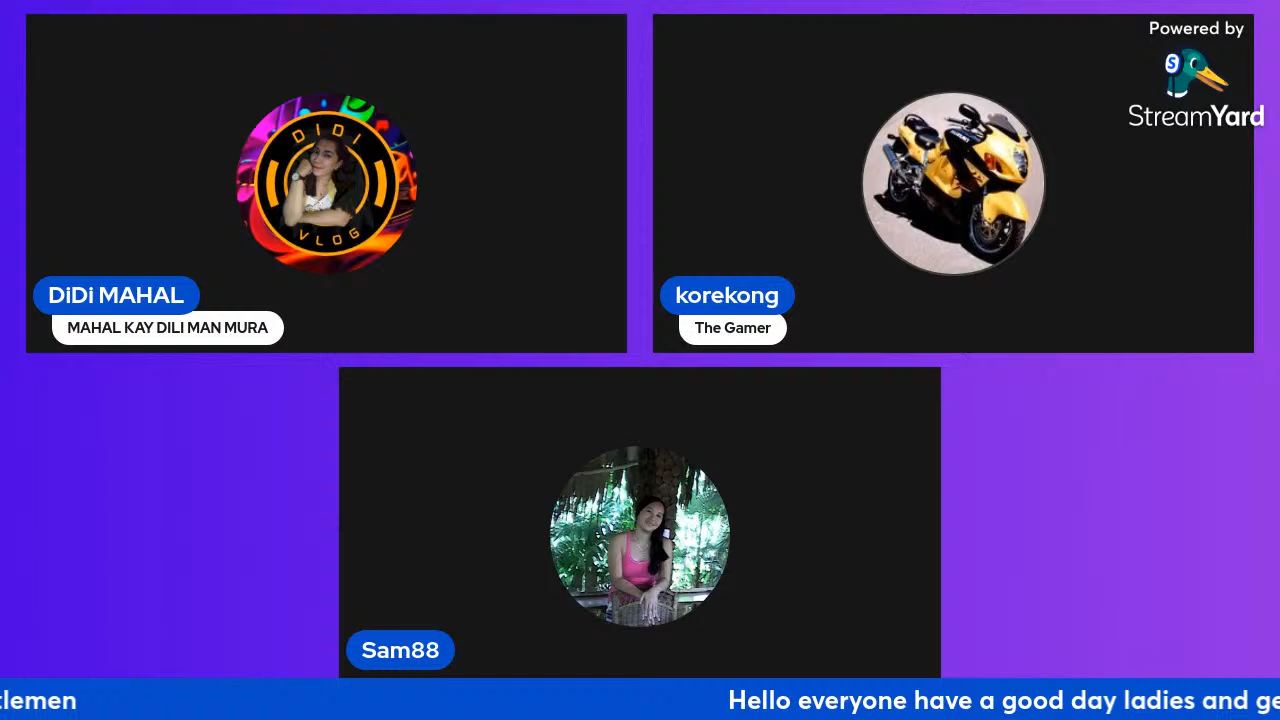 Powered by
S
StreamYard
DIDI
VLOG
SUZUKI
DiDi MAHAL
MAHAL KAY DILI MAN MURA
korekong
The Gamer
Sam88
tlemen
Hello everyone have a good day ladies and ge